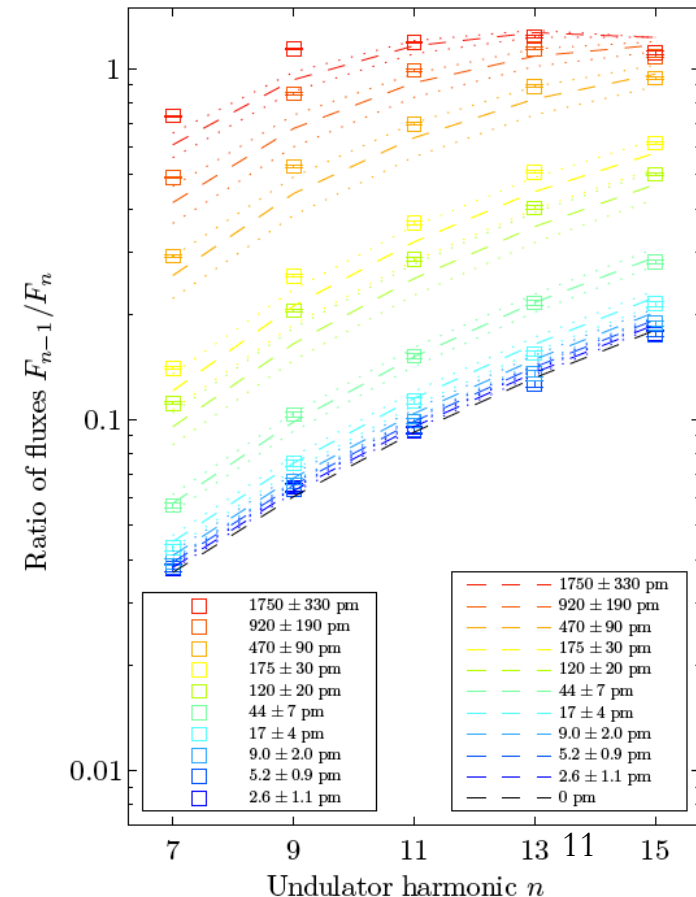 1
0.1
0.01
Ratio of fluxes F_{n−1}/F_n
1750 ± 330 pm
920 ± 190 pm
470 ± 90 pm
175 ± 30 pm
120 ± 20 pm
44 ± 7 pm
17 ± 4 pm
9.0 ± 2.0 pm
5.2 ± 0.9 pm
2.6 ± 1.1 pm
1750 ± 330 pm
920 ± 190 pm
470 ± 90 pm
175 ± 30 pm
120 ± 20 pm
44 ± 7 pm
17 ± 4 pm
9.0 ± 2.0 pm
5.2 ± 0.9 pm
2.6 ± 1.1 pm
0 pm
7 9 11 13 11 15
Undulator harmonic n